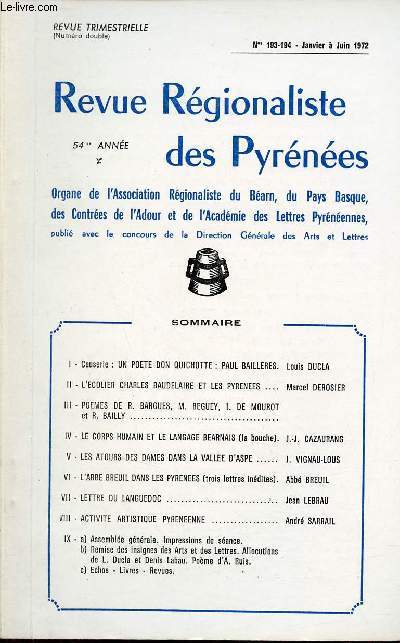 © Le-livre.com
REVUE TRIMESTRIELLE
(Numéro double)
Nos 193-194 - Janvier à Juin 1972
Revue Régionaliste
54me ANNÉE
des Pyrénées
Organe de l'Association Régionaliste du Béarn, du Pays Basque,
des Contrées de l'Adour et de l'Académie des Lettres Pyrénéennes,
publié avec le concours de la Direction Générale des Arts et Lettres
SOMMAIRE
I - Causerie : UN POETE DON QUICHOTTE : PAUL BAILLERES. Louis DUCLA
II - L'ECOLIER CHARLES BAUDELAIRE ET LES PYRENEES .... Marcel DEROSIER
III - POEMES DE R. BARGUES, M. BEGUEY, I. DE MOUROT
et R. BAILLY ........................................
IV - LE CORPS HUMAIN ET LE LANGAGE BEARNAIS (la bouche). J.-J. CAZAURANG
V - LES ATOURS DES DAMES DANS LA VALLEE D'ASPE ...... I. VIGNAU-LOUS
VI - L'ABBE BREUIL DANS LES PYRENEES (trois lettres inédites). Abbé BREUIL
VII - LETTRE DU LANGUEDOC ............................ Jean LEBRAU
VIII - ACTIVITE ARTISTIQUE PYRENEENNE ................. André SARRAIL
IX - a) Assemblée générale. Impressions de séance.
b) Remise des insignes des Arts et des Lettres. Allocutions
de L. Ducla et Denis Labau. Poème d'A. Ruis.
c) Echos - Livres - Revues.